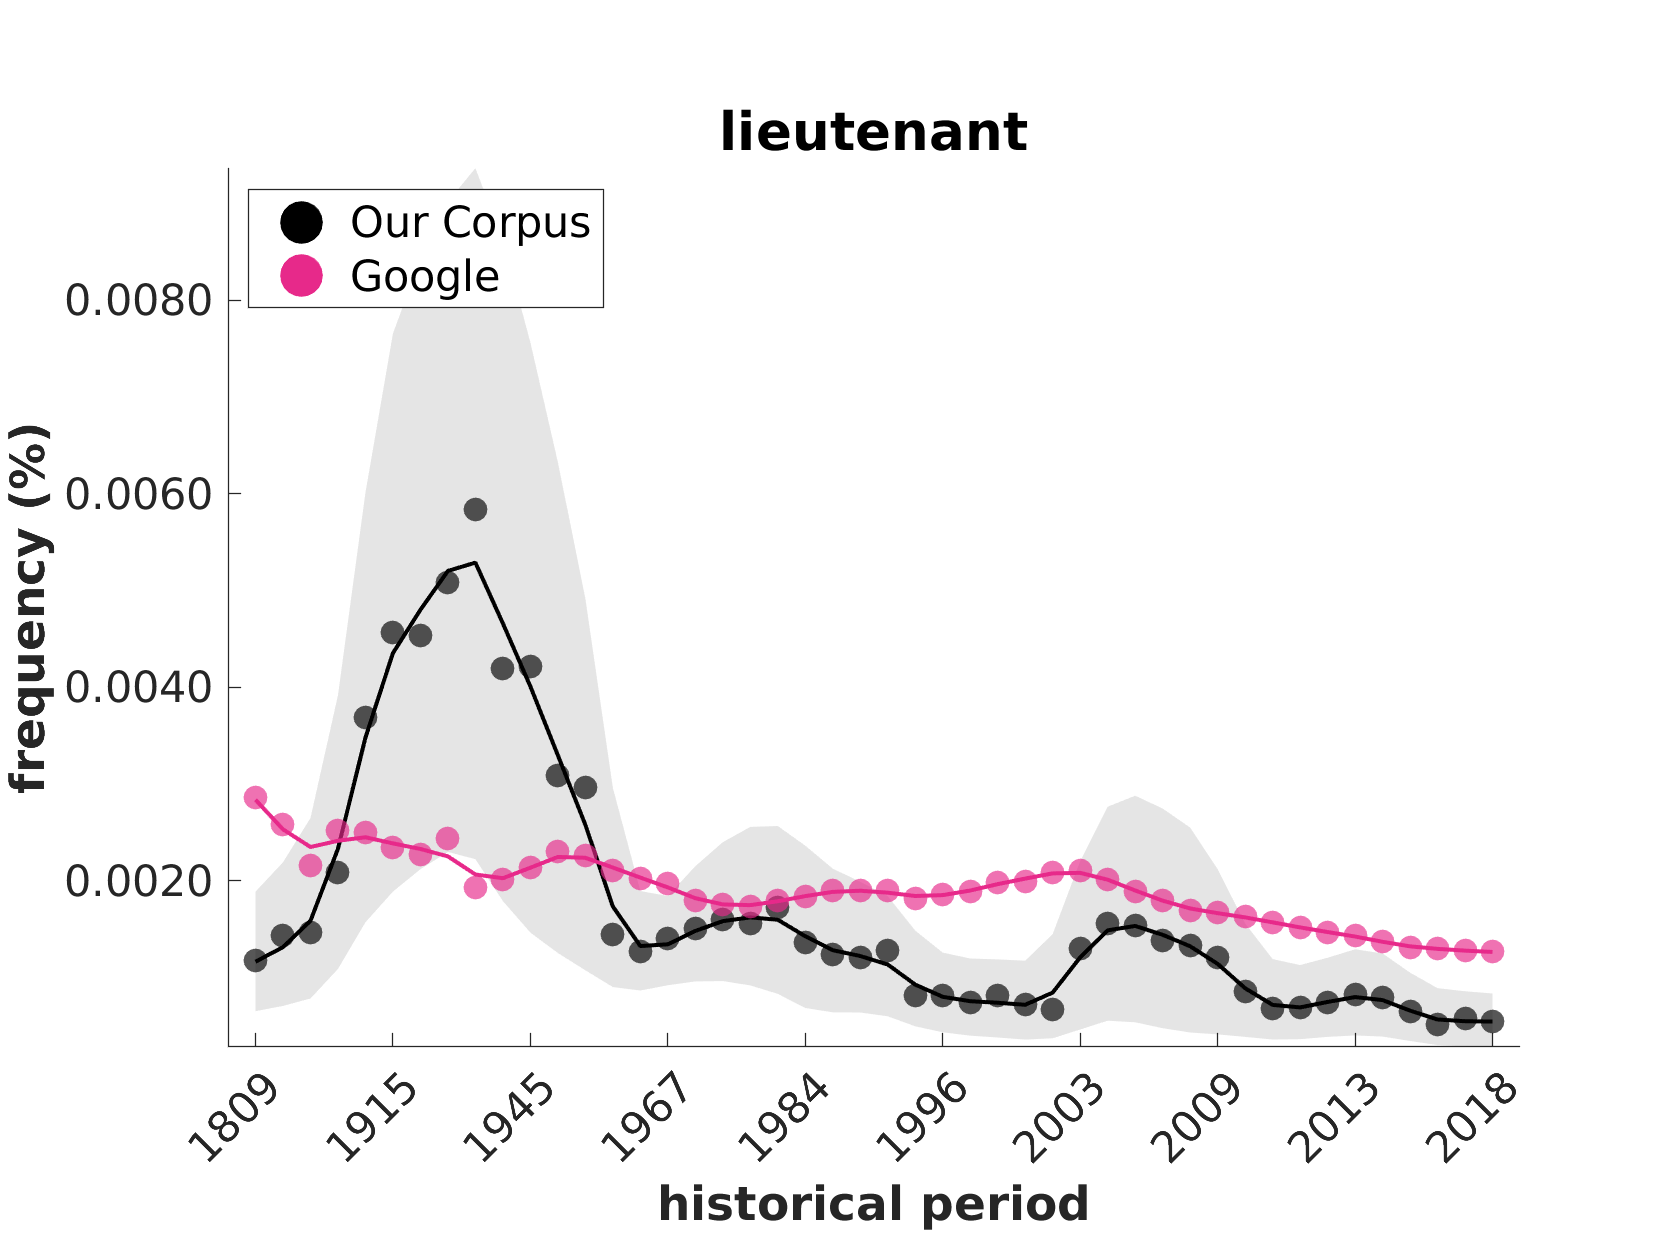 lieutenant
Our Corpus
Google
0.0080
0.0060
0.0040
0.0020
frequency (%)
1809
1915
1945
1967
1984
1996
2003
2009
2013
2018
historical period